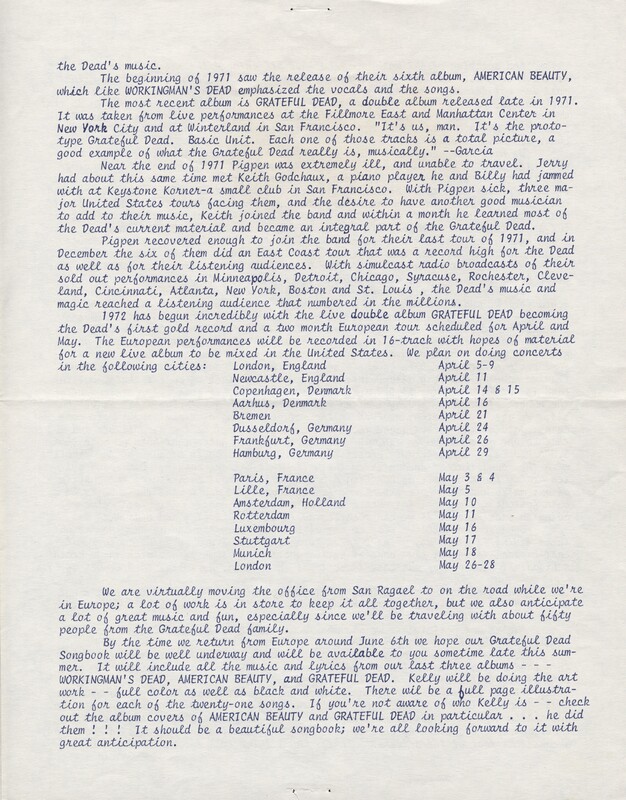 the Dead's music.
The beginning of 1971 saw the release of their sixth album, AMERICAN BEAUTY,
which like WORKINGMAN'S DEAD emphasized the vocals and the songs.
The most recent album is GRATEFUL DEAD, a double album released late in 1971.
It was taken from live performances at the Fillmore East and Manhattan Center in
New York City and at Winterland in San Francisco. "It's us, man. It's the proto-
type Grateful Dead. Basic Unit. Each one of those tracks is a total picture, a
good example of what the Grateful Dead really is, musically." --Garcia
Near the end of 1971 Pigpen was extremely ill, and unable to travel. Jerry
had about this same time met Keith Godchaux, a piano player he and Billy had jammed
with at Keystone Korner-a small club in San Francisco. With Pigpen sick, three ma-
jor United States tours facing them, and the desire to have another good musician
to add to their music, Keith joined the band and within a month he learned most of
the Dead's current material and became an integral part of the Grateful Dead.
Pigpen recovered enough to join the band for their last tour of 1971, and in
December the six of them did an East Coast tour that was a record high for the Dead
as well as for their listening audiences. With simulcast radio broadcasts of their
sold out performances in Minneapolis, Detroit, Chicago, Syracuse, Rochester, Cleve-
land, Cincinnati, Atlanta, New York, Boston and St. Louis , the Dead's music and
magic reached a listening audience that numbered in the millions.
1972 has begun incredibly with the live double album GRATEFUL DEAD becoming
the Dead's first gold record and a two month European tour scheduled for April and
May. The European performances will be recorded in 16-track with hopes of material
for a new live album to be mixed in the United States. We plan on doing concerts
in the following cities: London, England April 5-9
Newcastle, England April 11
Copenhagen, Denmark April 14 & 15
Aarhus, Denmark April 16
Bremen April 21
Dusseldorf, Germany April 24
Frankfurt, Germany April 26
Hamburg, Germany April 29
Paris, France May 3 & 4
Lille, France May 5
Amsterdam, Holland May 10
Rotterdam May 11
Luxembourg May 16
Stuttgart May 17
Munich May 18
London May 26-28
We are virtually moving the office from San Ragael to on the road while we're
in Europe; a lot of work is in store to keep it all together, but we also anticipate
a lot of great music and fun, especially since we'll be traveling with about fifty
people from the Grateful Dead family.
By the time we return from Europe around June 6th we hope our Grateful Dead
Songbook will be well underway and will be available to you sometime late this sum-
mer. It will include all the music and lyrics from our last three albums - - -
WORKINGMAN'S DEAD, AMERICAN BEAUTY, and GRATEFUL DEAD. Kelly will be doing the art
work - - full color as well as black and white. There will be a full page illustra-
tion for each of the twenty-one songs. If you're not aware of who Kelly is - - check
out the album covers of AMERICAN BEAUTY and GRATEFUL DEAD in particular . . . he did
them ! ! ! It should be a beautiful songbook; we're all looking forward to it with
great anticipation.